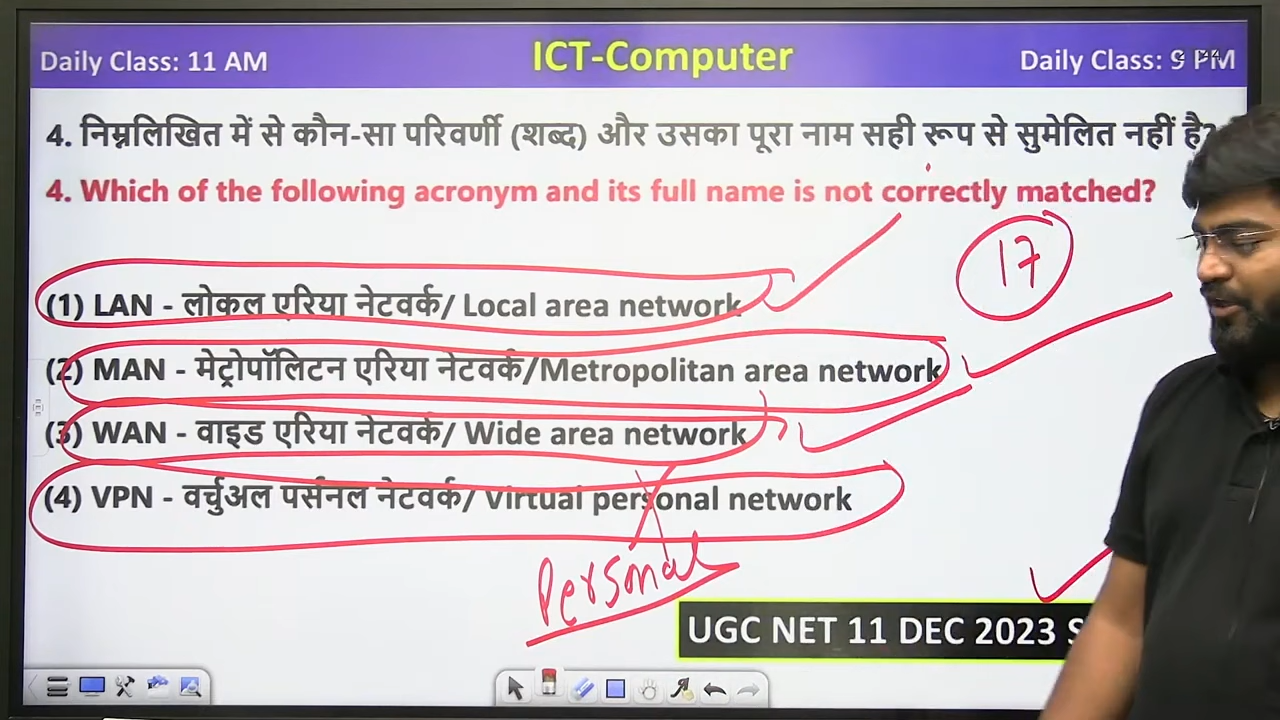 Daily Class: 11 AM
ICT-Computer
Daily Class: 9 PM
4. निम्नलिखित में से कौन-सा परिवर्णी (शब्द) और उसका पूरा नाम सही रूप से सुमेलित नहीं है?
4. Which of the following acronym and its full name is not correctly matched?
17
(1) LAN - लोकल एरिया नेटवर्क/ Local area network
(2) MAN - मेट्रोपॉलिटन एरिया नेटवर्क/Metropolitan area network
(3) WAN - वाइड एरिया नेटवर्क/ Wide area network
(4) VPN - वर्चुअल पर्सनल नेटवर्क/ Virtual personal network
Personal
UGC NET 11 DEC 2023 S